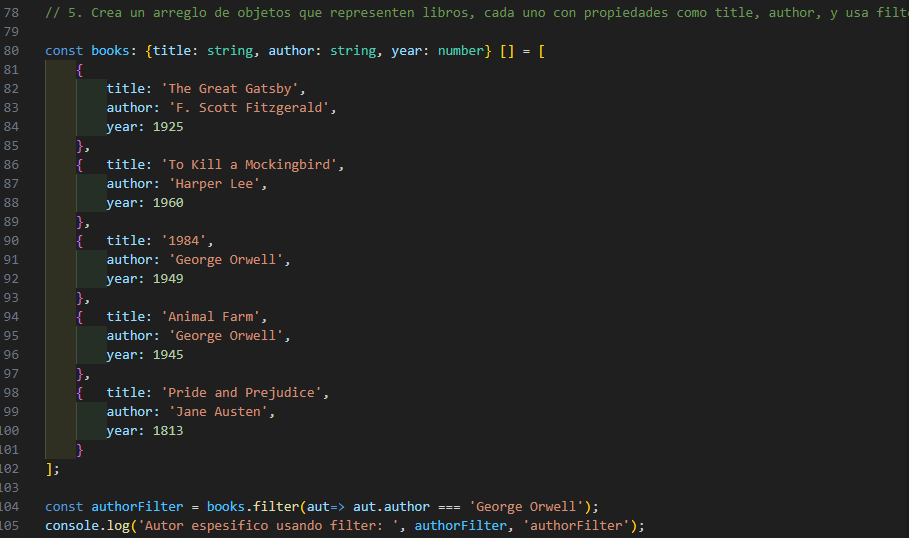 78 // 5. Crea un arreglo de objetos que representen libros, cada uno con propiedades como title, author, y usa filt
79
80 const books: {title: string, author: string, year: number} [] = [
81 {
82 title: 'The Great Gatsby',
83 author: 'F. Scott Fitzgerald',
84 year: 1925
85 },
86 { title: 'To Kill a Mockingbird',
87 author: 'Harper Lee',
88 year: 1960
89 },
90 { title: '1984',
91 author: 'George Orwell',
92 year: 1949
93 },
94 { title: 'Animal Farm',
95 author: 'George Orwell',
96 year: 1945
97 },
98 { title: 'Pride and Prejudice',
99 author: 'Jane Austen',
100 year: 1813
101 }
102 ];
103
104 const authorFilter = books.filter(aut=> aut.author === 'George Orwell');
105 console.log('Autor espesifico usando filter: ', authorFilter, 'authorFilter');